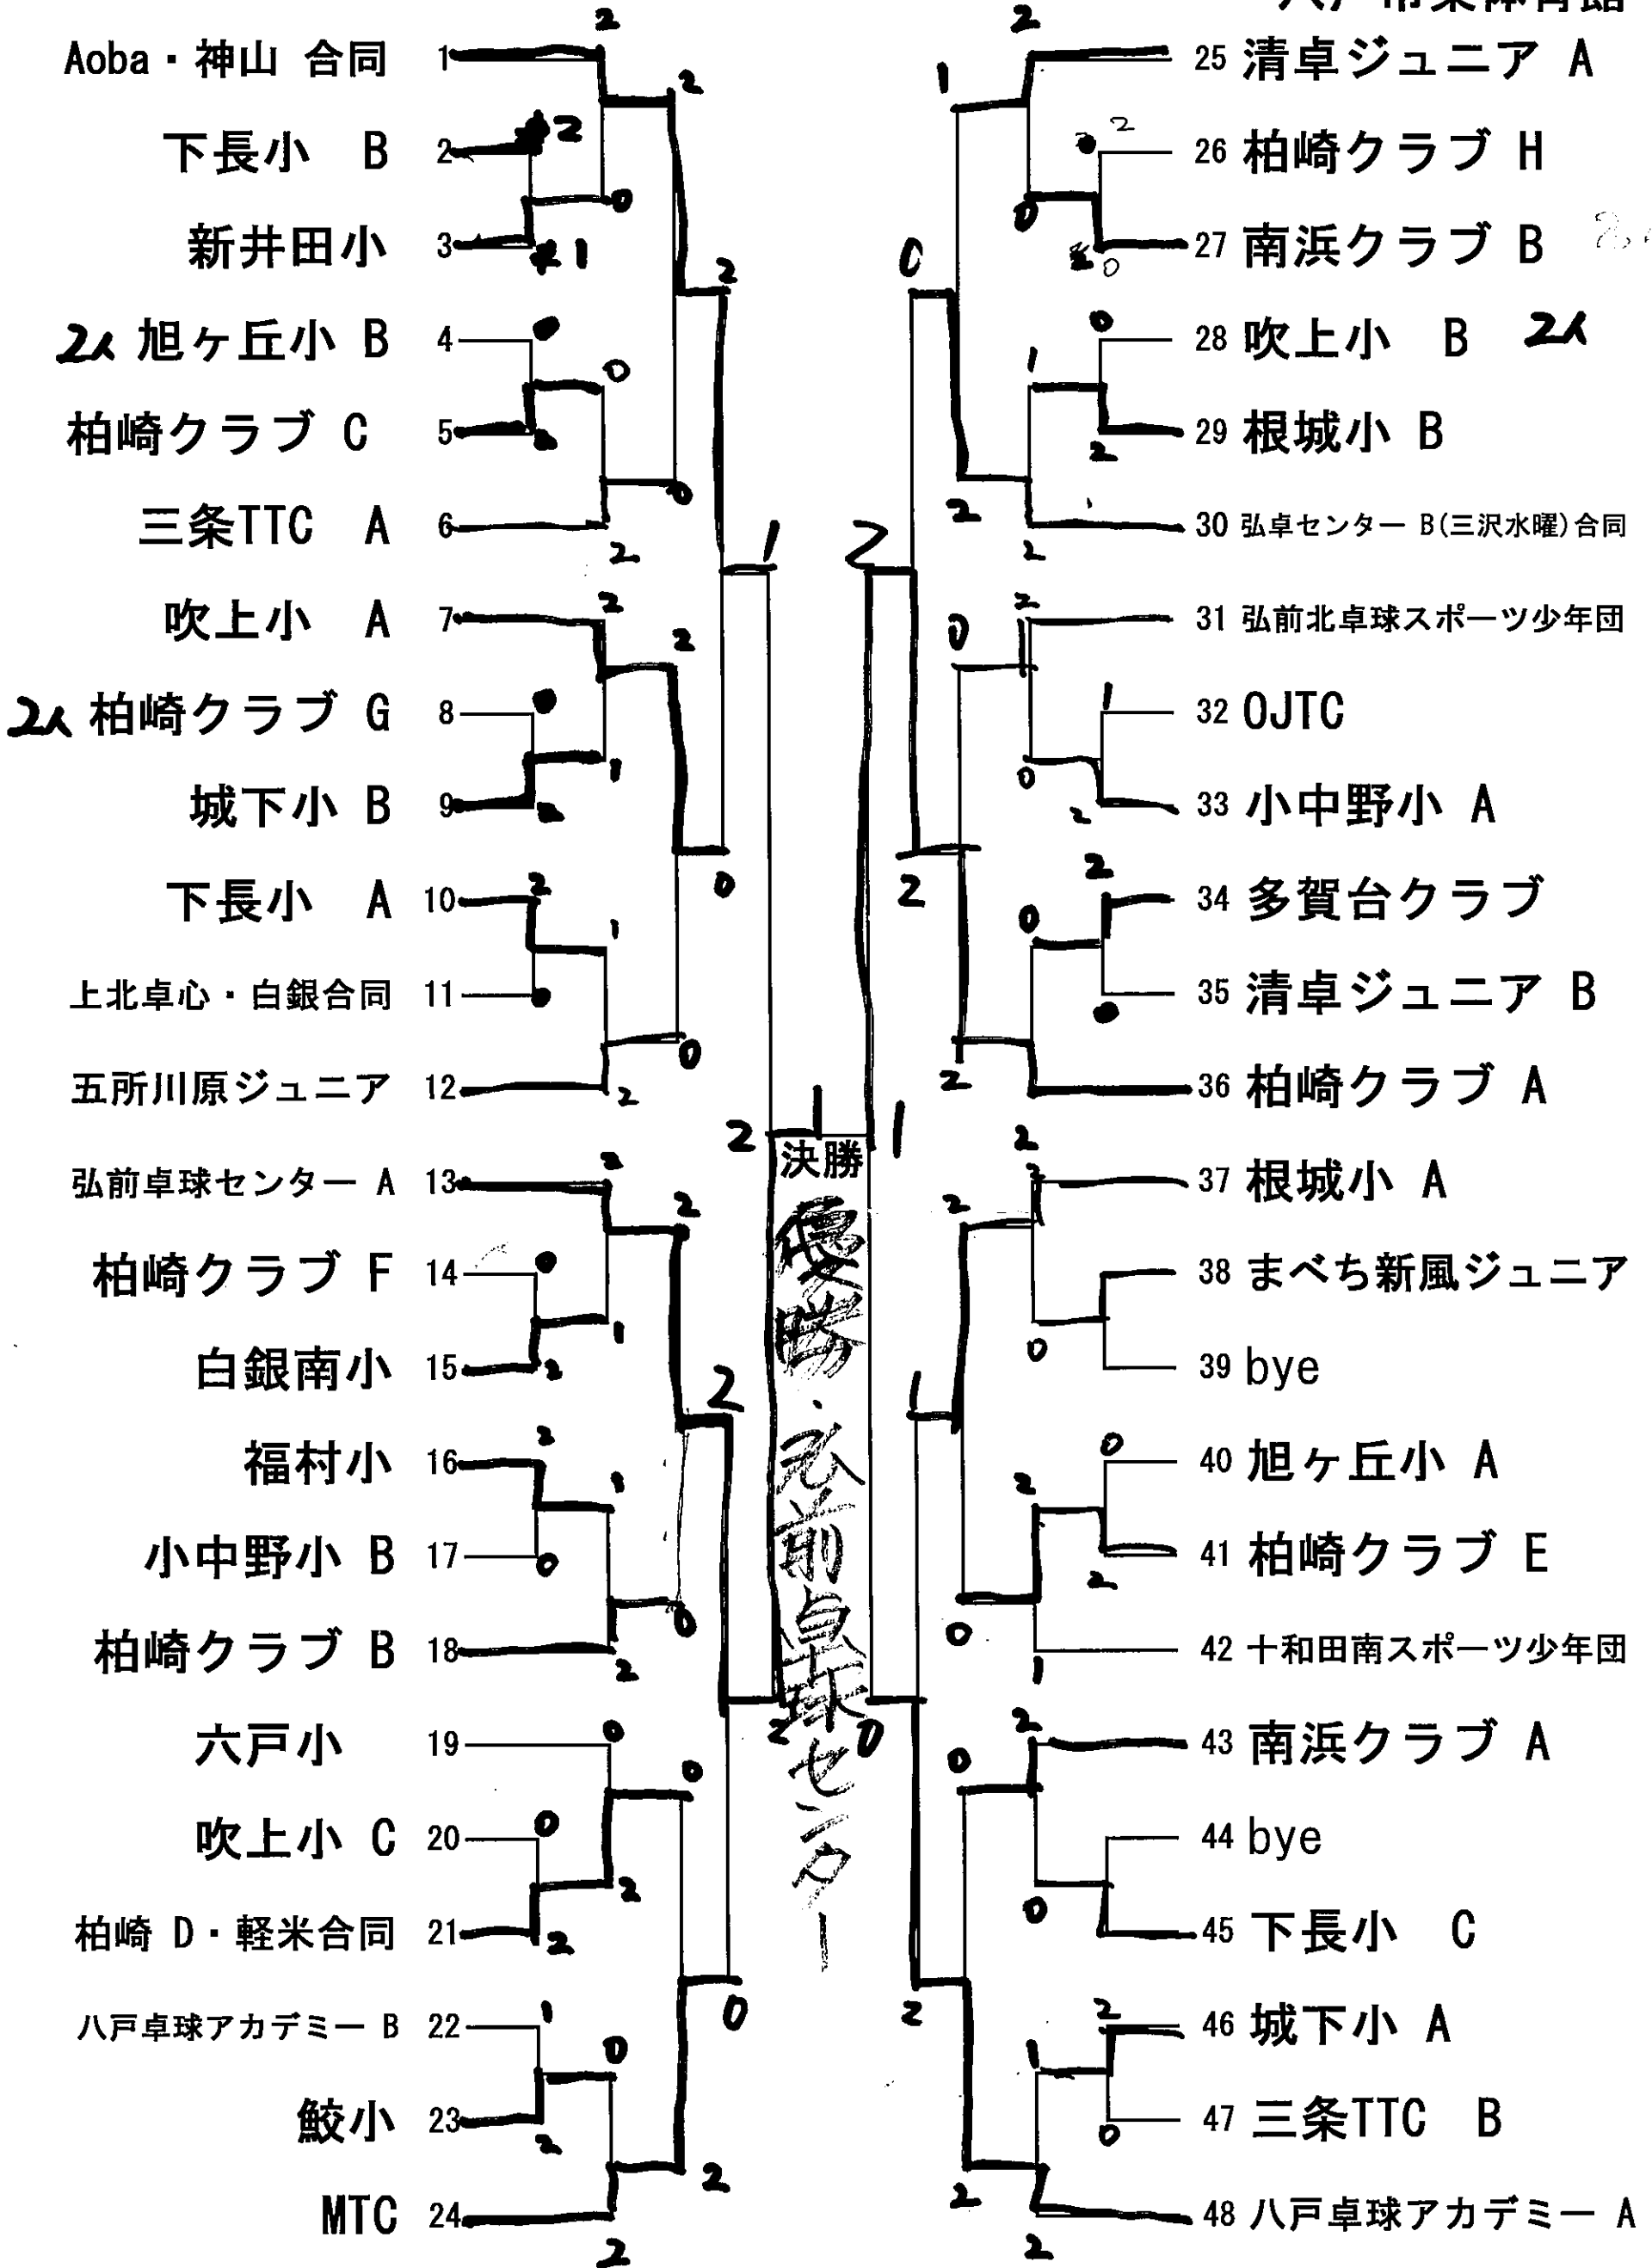 Aoba・神山 合同 1
下長小 B 2
新井田小 3
2人 旭ヶ丘小 B 4
柏崎クラブ C 5
三条TTC A 6
吹上小 A 7
2人 柏崎クラブ G 8
城下小 B 9
下長小 A 10
上北卓心・白銀合同 11
五所川原ジュニア 12
弘前卓球センター A 13
柏崎クラブ F 14
白銀南小 15
福村小 16
小中野小 B 17
柏崎クラブ B 18
六戸小 19
吹上小 C 20
柏崎 D・軽米合同 21
八戸卓球アカデミー B 22
鮫小 23
MTC 24
決勝
優勝・弘前卓球センター
25 清卓ジュニア A
26 柏崎クラブ H
27 南浜クラブ B
28 吹上小 B 2人
29 根城小 B
30 弘卓センター B(三沢水曜)合同
31 弘前北卓球スポーツ少年団
32 OJTC
33 小中野小 A
34 多賀台クラブ
35 清卓ジュニア B
36 柏崎クラブ A
37 根城小 A
38 まべち新風ジュニア
39 bye
40 旭ヶ丘小 A
41 柏崎クラブ E
42 十和田南スポーツ少年団
43 南浜クラブ A
44 bye
45 下長小 C
46 城下小 A
47 三条TTC B
48 八戸卓球アカデミー A